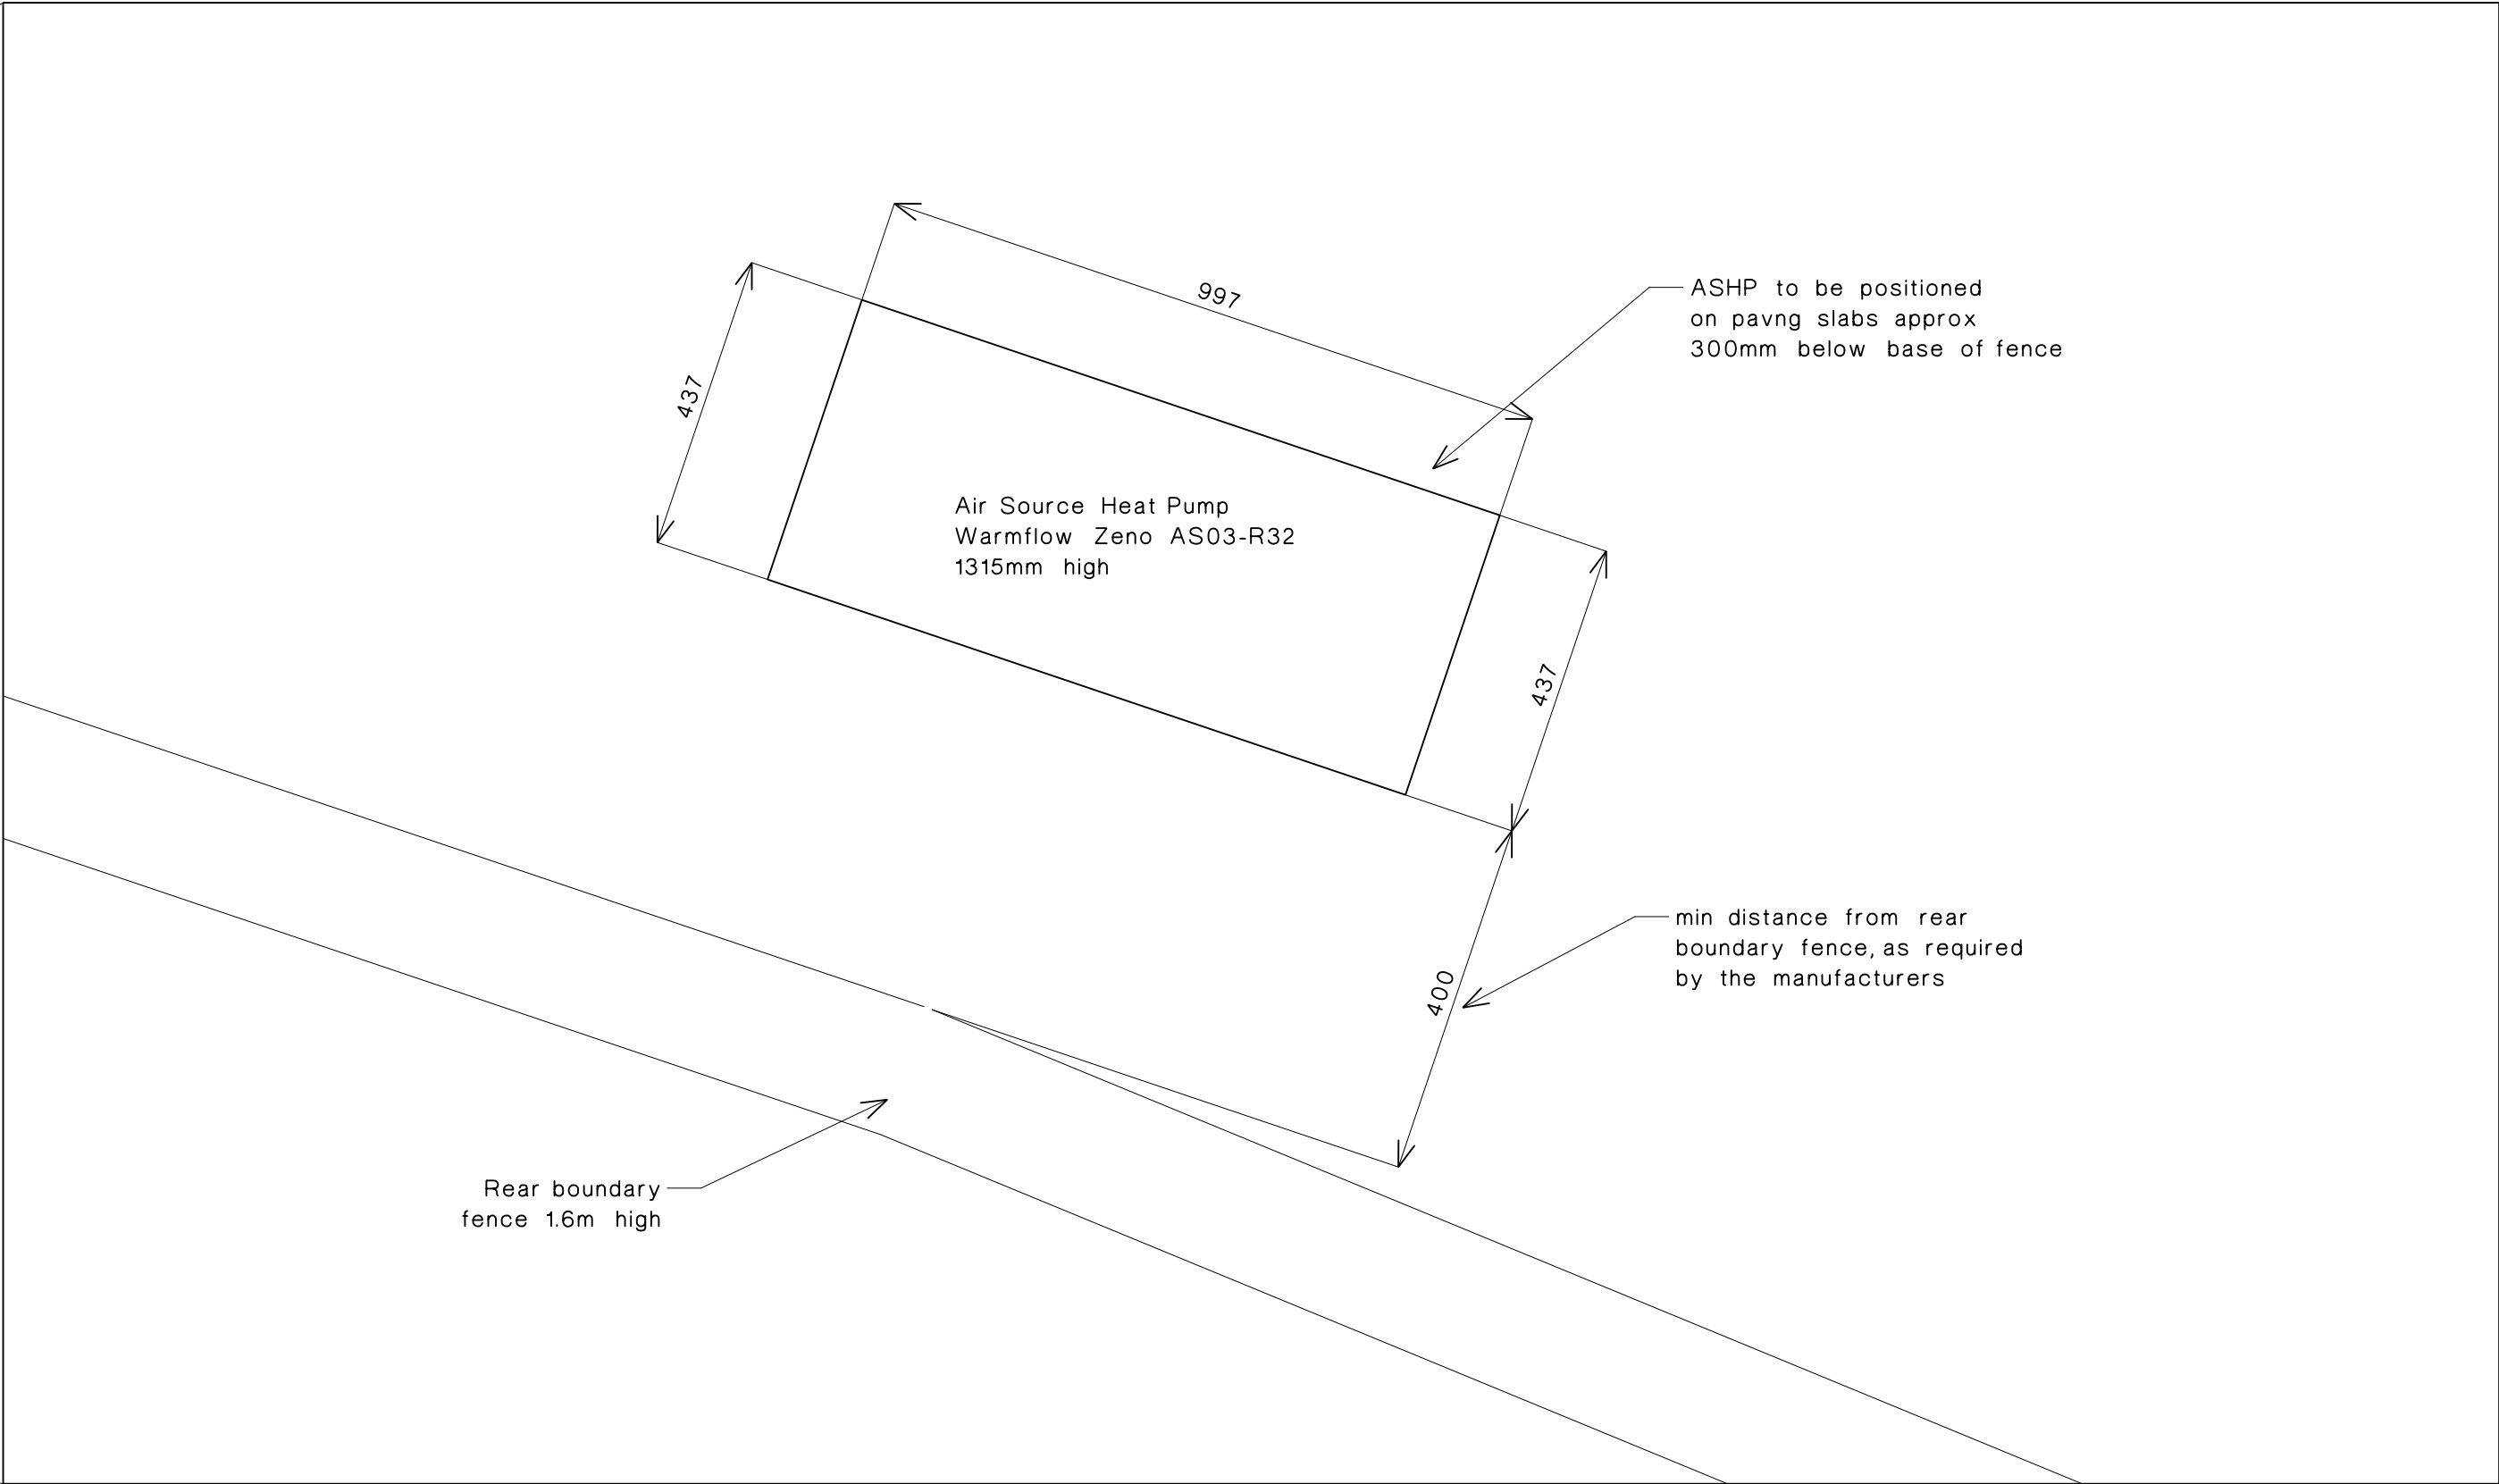 997
437
ASHP to be positioned
on pavng slabs approx
300mm below base of fence
Air Source Heat Pump
Warmflow Zeno AS03-R32
1315mm high
437
400
min distance from rear
boundary fence, as required
by the manufacturers
Rear boundary
fence 1.6m high